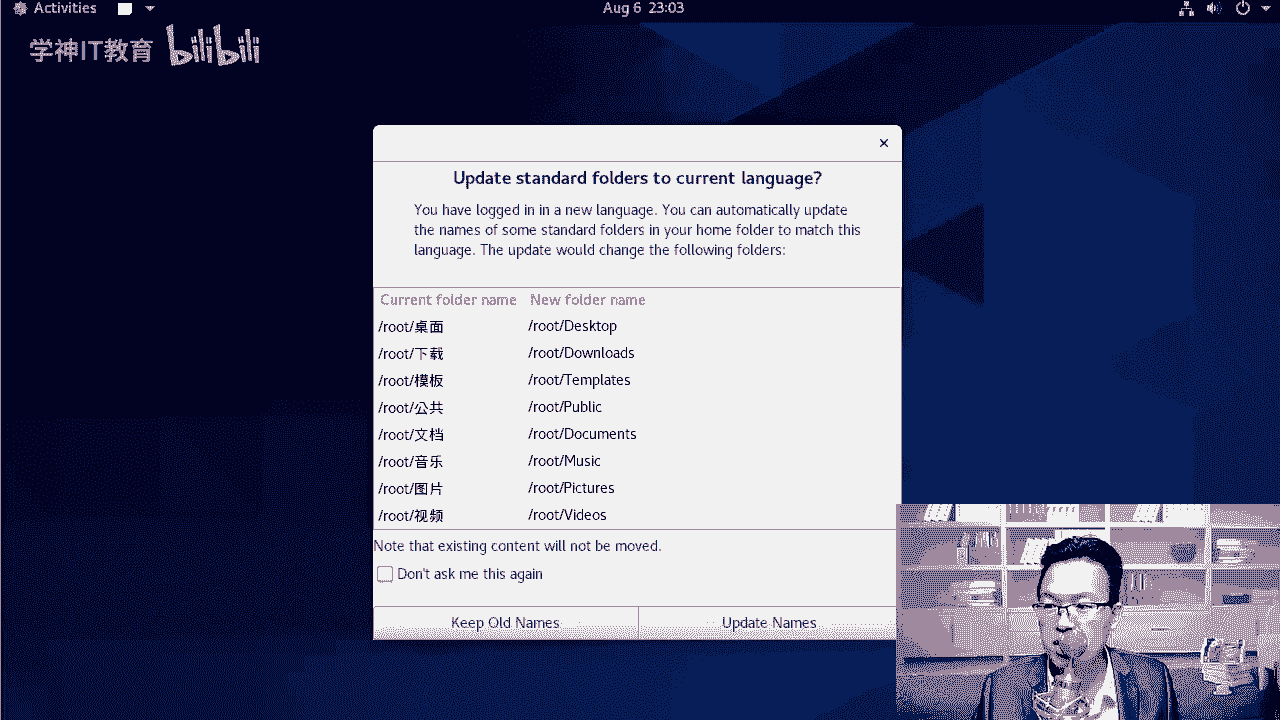 Activities
Aug 6 23:03
学神IT教育 bilibili
Update standard folders to current language?
You have logged in in a new language. You can automatically update
the names of some standard folders in your home folder to match this
language. The update would change the following folders:
Current folder name New folder name
/root/桌面 /root/Desktop
/root/下载 /root/Downloads
/root/模板 /root/Templates
/root/公共 /root/Public
/root/文档 /root/Documents
/root/音乐 /root/Music
/root/图片 /root/Pictures
/root/视频 /root/Videos
Note that existing content will not be moved.
Don't ask me this again
Keep Old Names Update Names